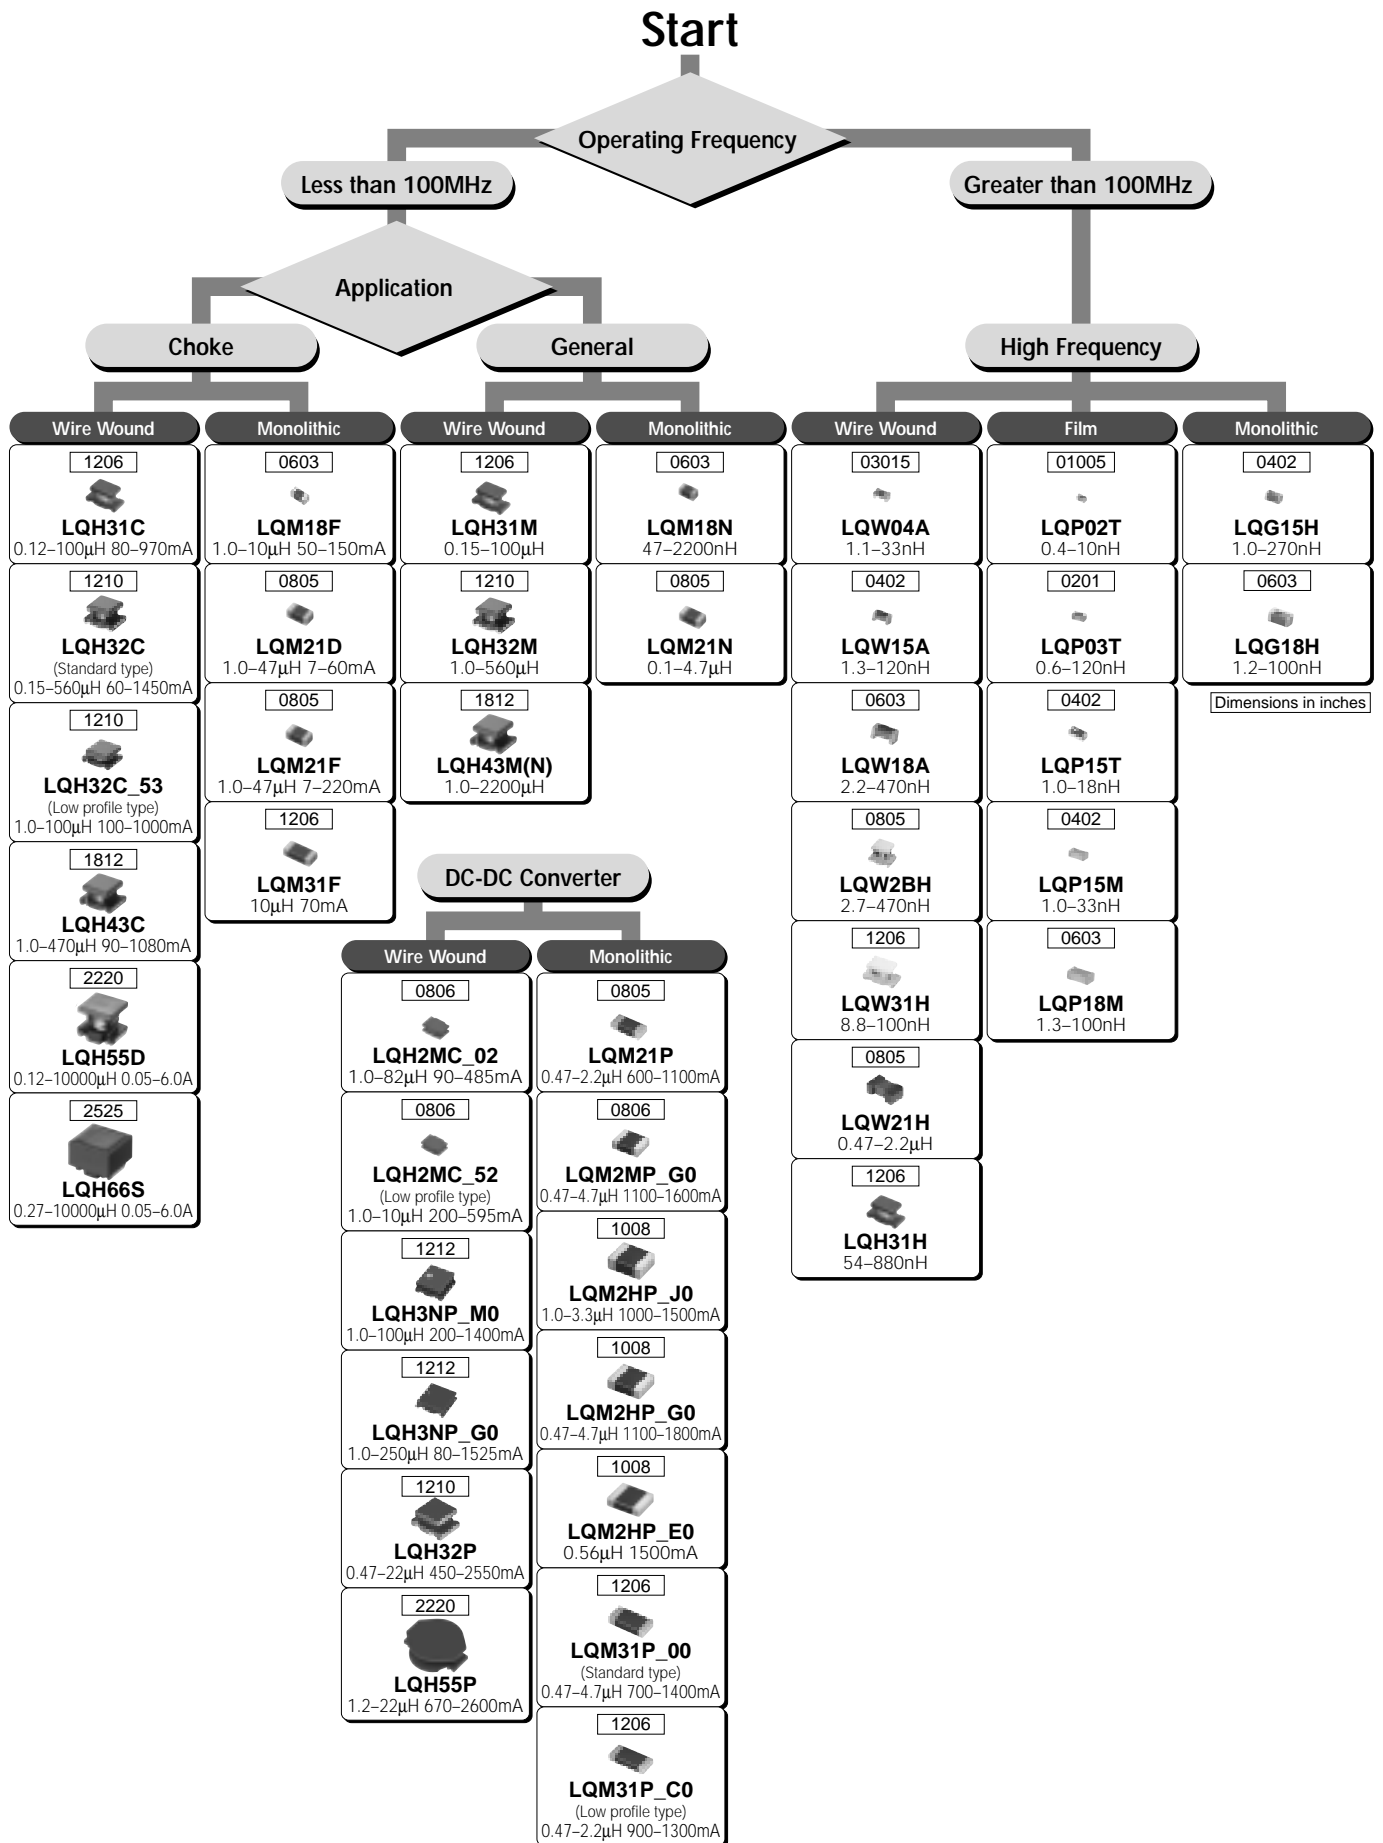 Start
Operating Frequency
Less than 100MHz
Greater than 100MHz
Application
Choke
General
High Frequency
Wire Wound
1206
LQH31C
0.12–100μH 80–970mA
1210
LQH32C
(Standard type)
0.15–560μH 60–1450mA
1210
LQH32C_53
(Low profile type)
1.0–100μH 100–1000mA
1812
LQH43C
1.0–470μH 90–1080mA
2220
LQH55D
0.12–10000μH 0.05–6.0A
2525
LQH66S
0.27–10000μH 0.05–6.0A
Monolithic
0603
LQM18F
1.0–10μH 50–150mA
0805
LQM21D
1.0–47μH 7–60mA
0805
LQM21F
1.0–47μH 7–220mA
1206
LQM31F
10μH 70mA
Wire Wound
1206
LQH31M
0.15–100μH
1210
LQH32M
1.0–560μH
1812
LQH43M(N)
1.0–2200μH
Monolithic
0603
LQM18N
47–2200nH
0805
LQM21N
0.1–4.7μH
DC-DC Converter
Wire Wound
0806
LQH2MC_02
1.0–82μH 90–485mA
0806
LQH2MC_52
(Low profile type)
1.0–10μH 200–595mA
1212
LQH3NP_M0
1.0–100μH 200–1400mA
1212
LQH3NP_G0
1.0–250μH 80–1525mA
1210
LQH32P
0.47–22μH 450–2550mA
2220
LQH55P
1.2–22μH 670–2600mA
Monolithic
0805
LQM21P
0.47–2.2μH 600–1100mA
0806
LQM2MP_G0
0.47–4.7μH 1100–1600mA
1008
LQM2HP_J0
1.0–3.3μH 1000–1500mA
1008
LQM2HP_G0
0.47–4.7μH 1100–1800mA
1008
LQM2HP_E0
0.56μH 1500mA
1206
LQM31P_00
(Standard type)
0.47–4.7μH 700–1400mA
1206
LQM31P_C0
(Low profile type)
0.47–2.2μH 900–1300mA
Wire Wound
03015
LQW04A
1.1–33nH
0402
LQW15A
1.3–120nH
0603
LQW18A
2.2–470nH
0805
LQW2BH
2.7–470nH
1206
LQW31H
8.8–100nH
0805
LQW21H
0.47–2.2μH
1206
LQH31H
54–880nH
Film
01005
LQP02T
0.4–10nH
0201
LQP03T
0.6–120nH
0402
LQP15T
1.0–18nH
0402
LQP15M
1.0–33nH
0603
LQP18M
1.3–100nH
Monolithic
0402
LQG15H
1.0–270nH
0603
LQG18H
1.2–100nH
Dimensions in inches